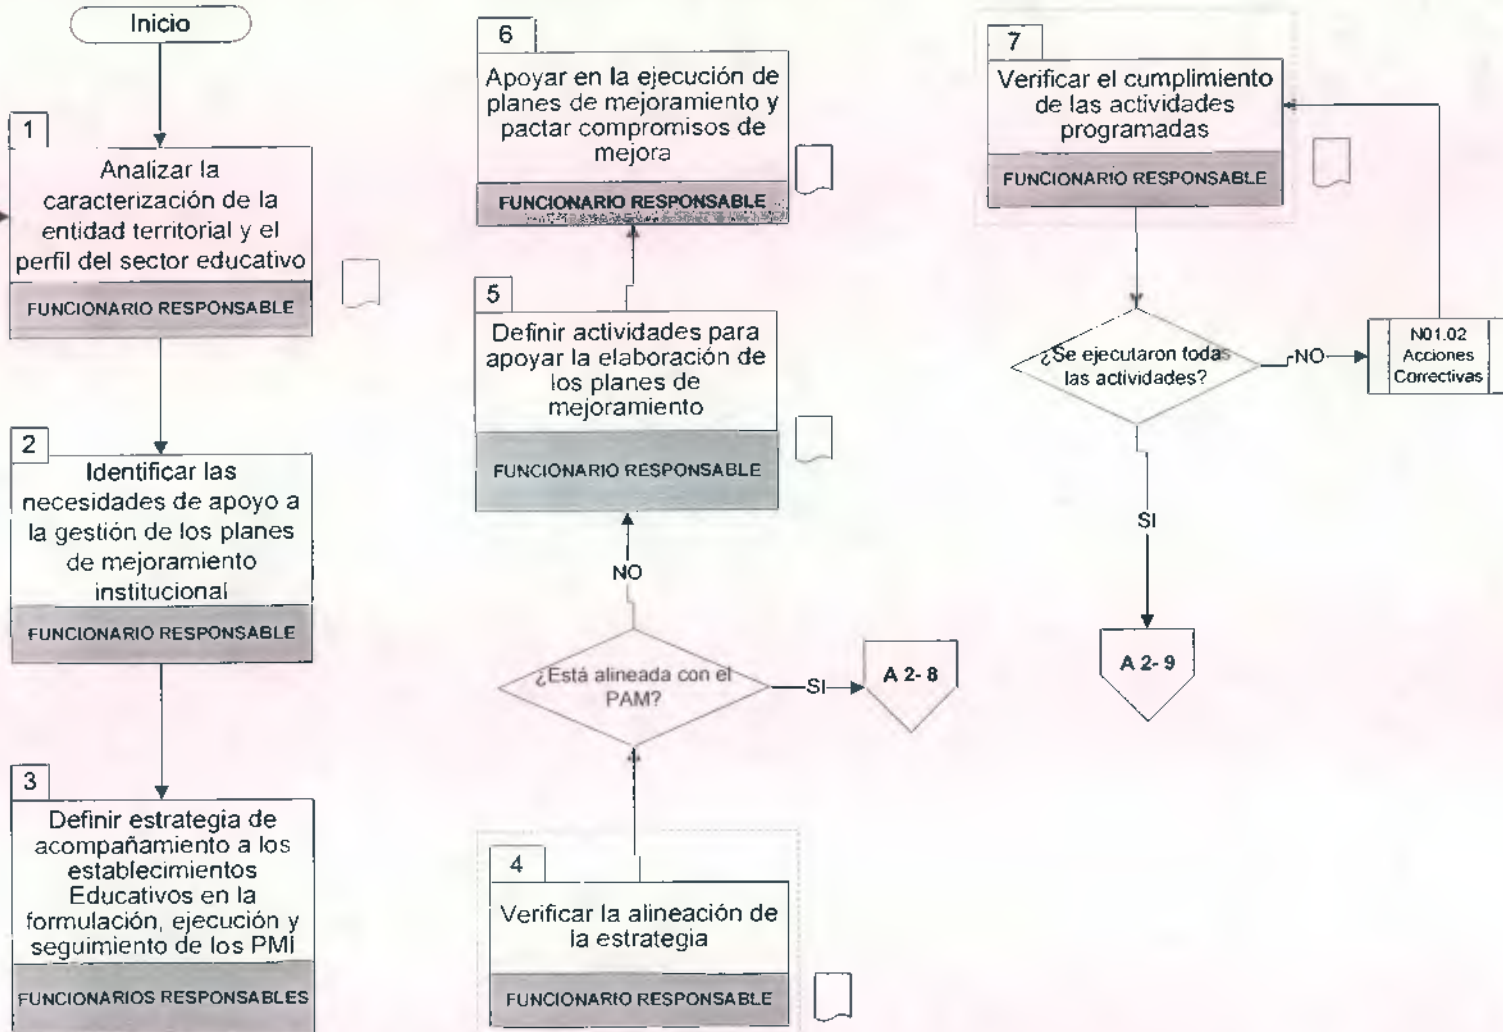 Inicio
1
Analizar la
caracterización de la
entidad territorial y el
perfil del sector educativo
FUNCIONARIO RESPONSABLE
2
Identificar las
necesidades de apoyo a
la gestión de los planes
de mejoramiento
institucional
FUNCIONARIO RESPONSABLE
3
Definir estrategia de
acompañamiento a los
establecimientos
Educativos en la
formulación, ejecución y
seguimiento de los PMI
FUNCIONARIOS RESPONSABLES
6
Apoyar en la ejecución de
planes de mejoramiento y
pactar compromisos de
mejora
FUNCIONARIO RESPONSABLE
5
Definir actividades para
apoyar la elaboración de
los planes de
mejoramiento
FUNCIONARIO RESPONSABLE
NO
¿Está alineada con el
PAM?
SI
A 2- 8
4
Verificar la alineación de
la estrategia
FUNCIONARIO RESPONSABLE
7
Verificar el cumplimiento
de las actividades
programadas
FUNCIONARIO RESPONSABLE
¿Se ejecutaron todas
las actividades?
NO
N01.02
Acciones
Correctivas
SI
A 2- 9